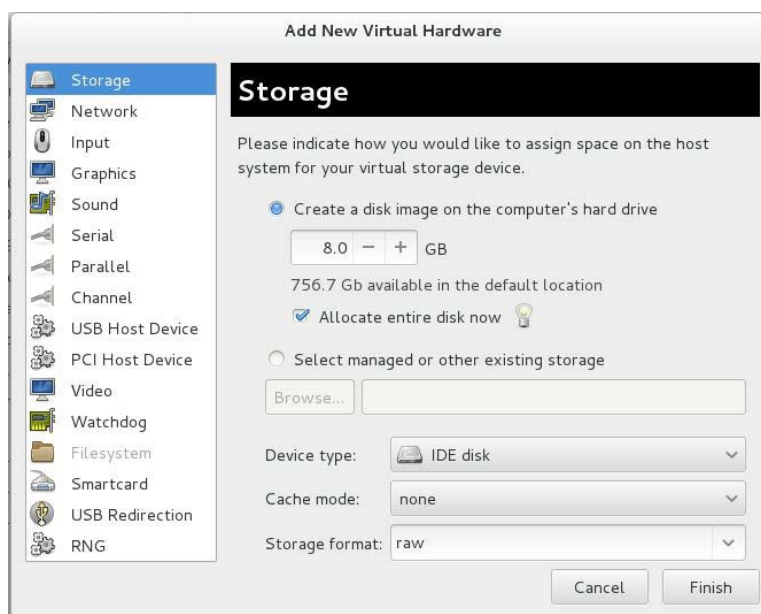 Add New Virtual Hardware
Storage
Network
Input
Graphics
Sound
Serial
Parallel
Channel
USB Host Device
PCI Host Device
Video
Watchdog
Filesystem
Smartcard
USB Redirection
RNG
Storage
Please indicate how you would like to assign space on the host
system for your virtual storage device.
Create a disk image on the computer's hard drive
8.0 − + GB
756.7 Gb available in the default location
Allocate entire disk now
Select managed or other existing storage
Browse...
Device type: IDE disk
Cache mode: none
Storage format: raw
Cancel Finish